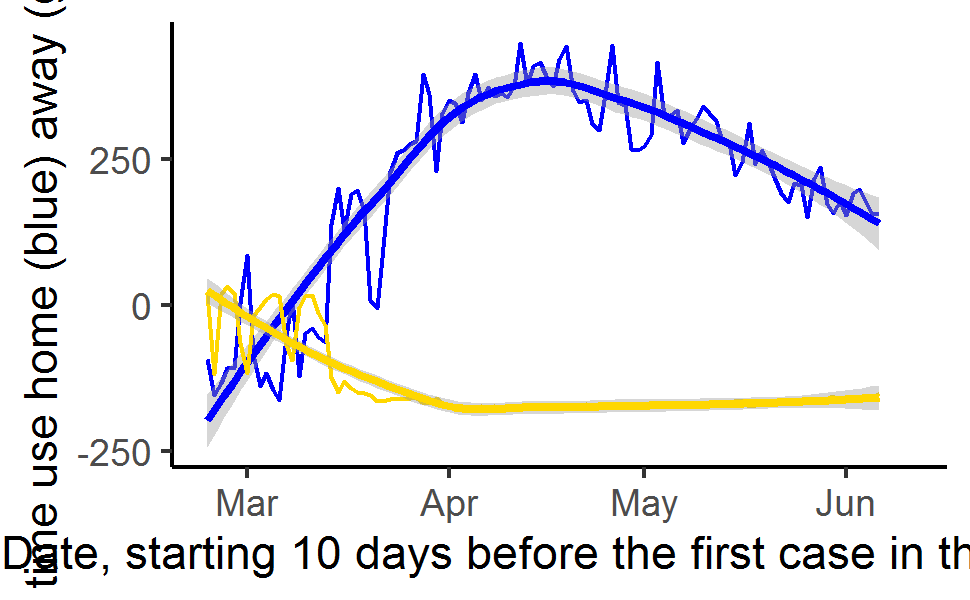 time use home (blue) away (
250
0
-250
Mar Apr May Jun
Date, starting 10 days before the first case in th